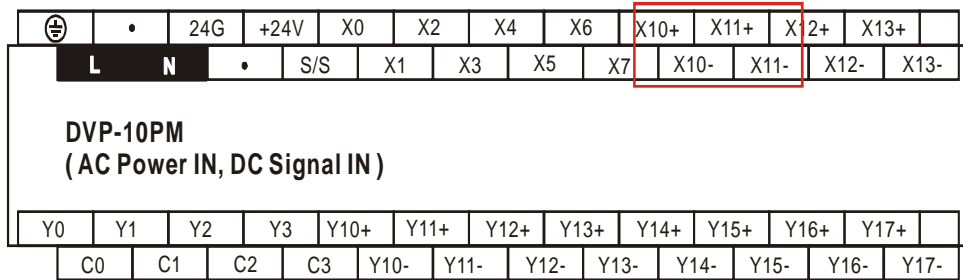 • 24G +24V X0 X2 X4 X6 X10+ X11+ X12+ X13+
L N • S/S X1 X3 X5 X7 X10- X11- X12- X13-
DVP-10PM
( AC Power IN, DC Signal IN )
Y0 Y1 Y2 Y3 Y10+ Y11+ Y12+ Y13+ Y14+ Y15+ Y16+ Y17+
C0 C1 C2 C3 Y10- Y11- Y12- Y13- Y14- Y15- Y16- Y17-